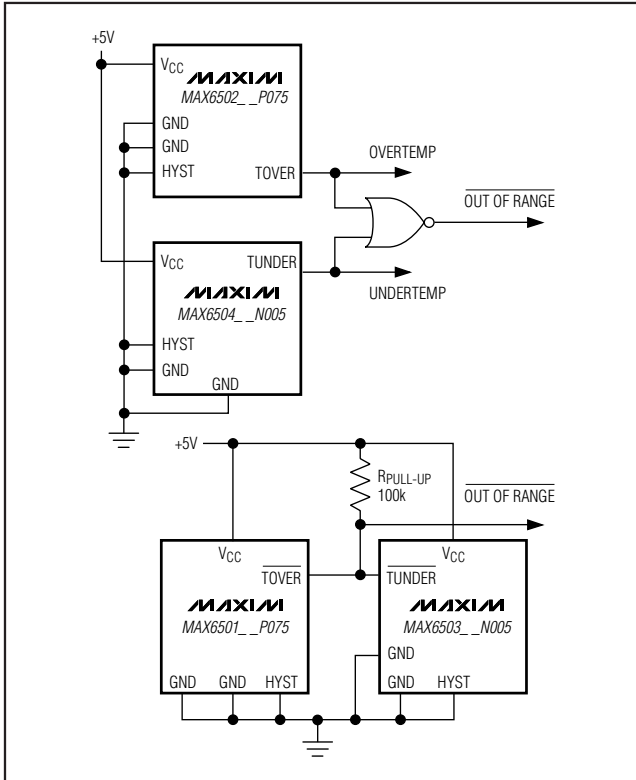 +5V
VCC
MAXIM
MAX6502_ _P075
GND
GND
HYST
TOVER
OVERTEMP
OUT OF RANGE
VCC
TUNDER
MAXIM
MAX6504_ _N005
UNDERTEMP
HYST
GND
GND
+5V
RPULL-UP
100k
OUT OF RANGE
VCC
TOVER
MAXIM
MAX6501_ _P075
GND
GND
HYST
VCC
TUNDER
MAXIM
MAX6503_ _N005
GND
GND
HYST